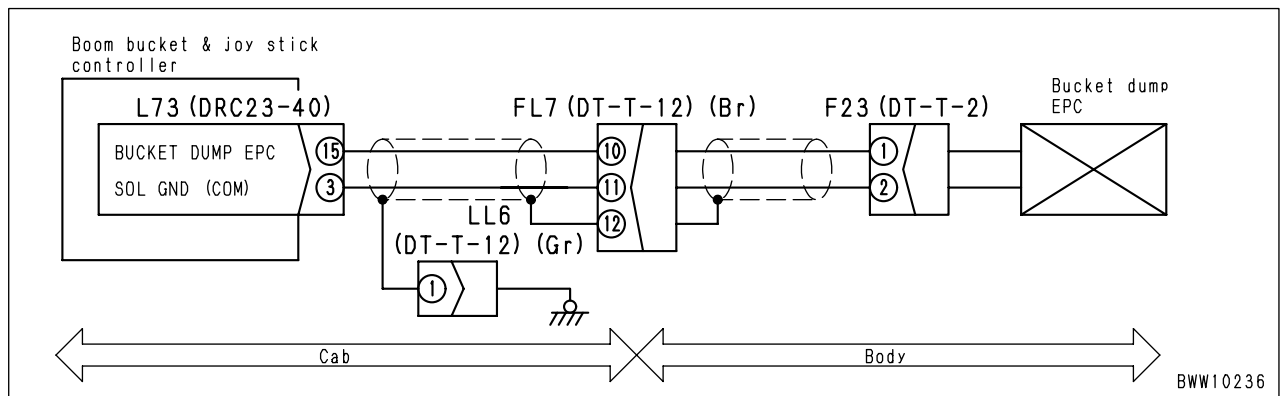 Boom bucket & joy stick
controller
L73 (DRC23-40)
FL7 (DT-T-12) (Br)
F23 (DT-T-2)
Bucket dump
EPC
BUCKET DUMP EPC
15
10
1
SOL GND (COM)
3
11
2
LL6
12
(DT-T-12) (Gr)
1
Cab
Body
BWW10236